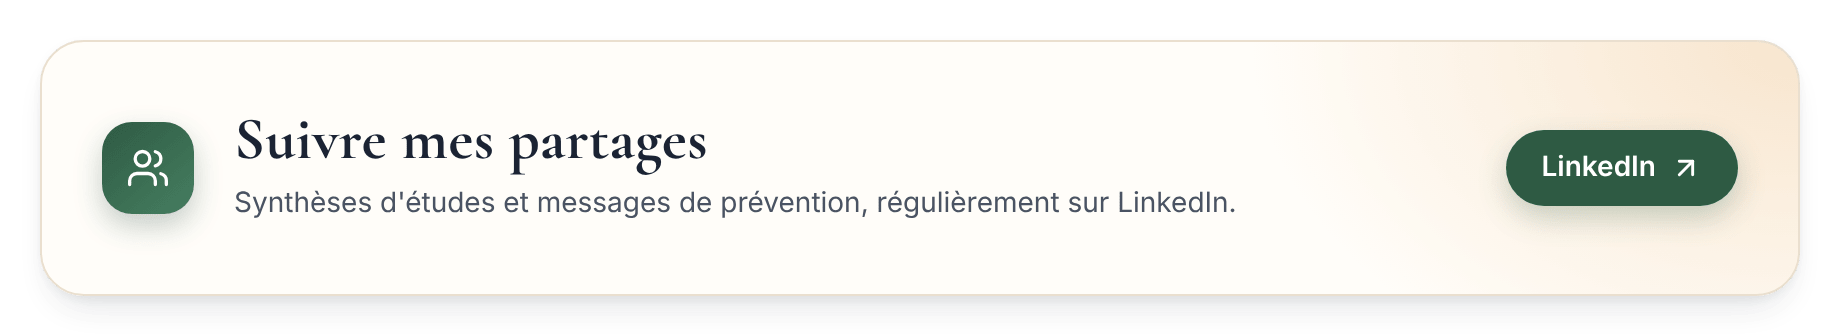 Suivre mes partages
Synthèses d'études et messages de prévention, régulièrement sur LinkedIn.
LinkedIn